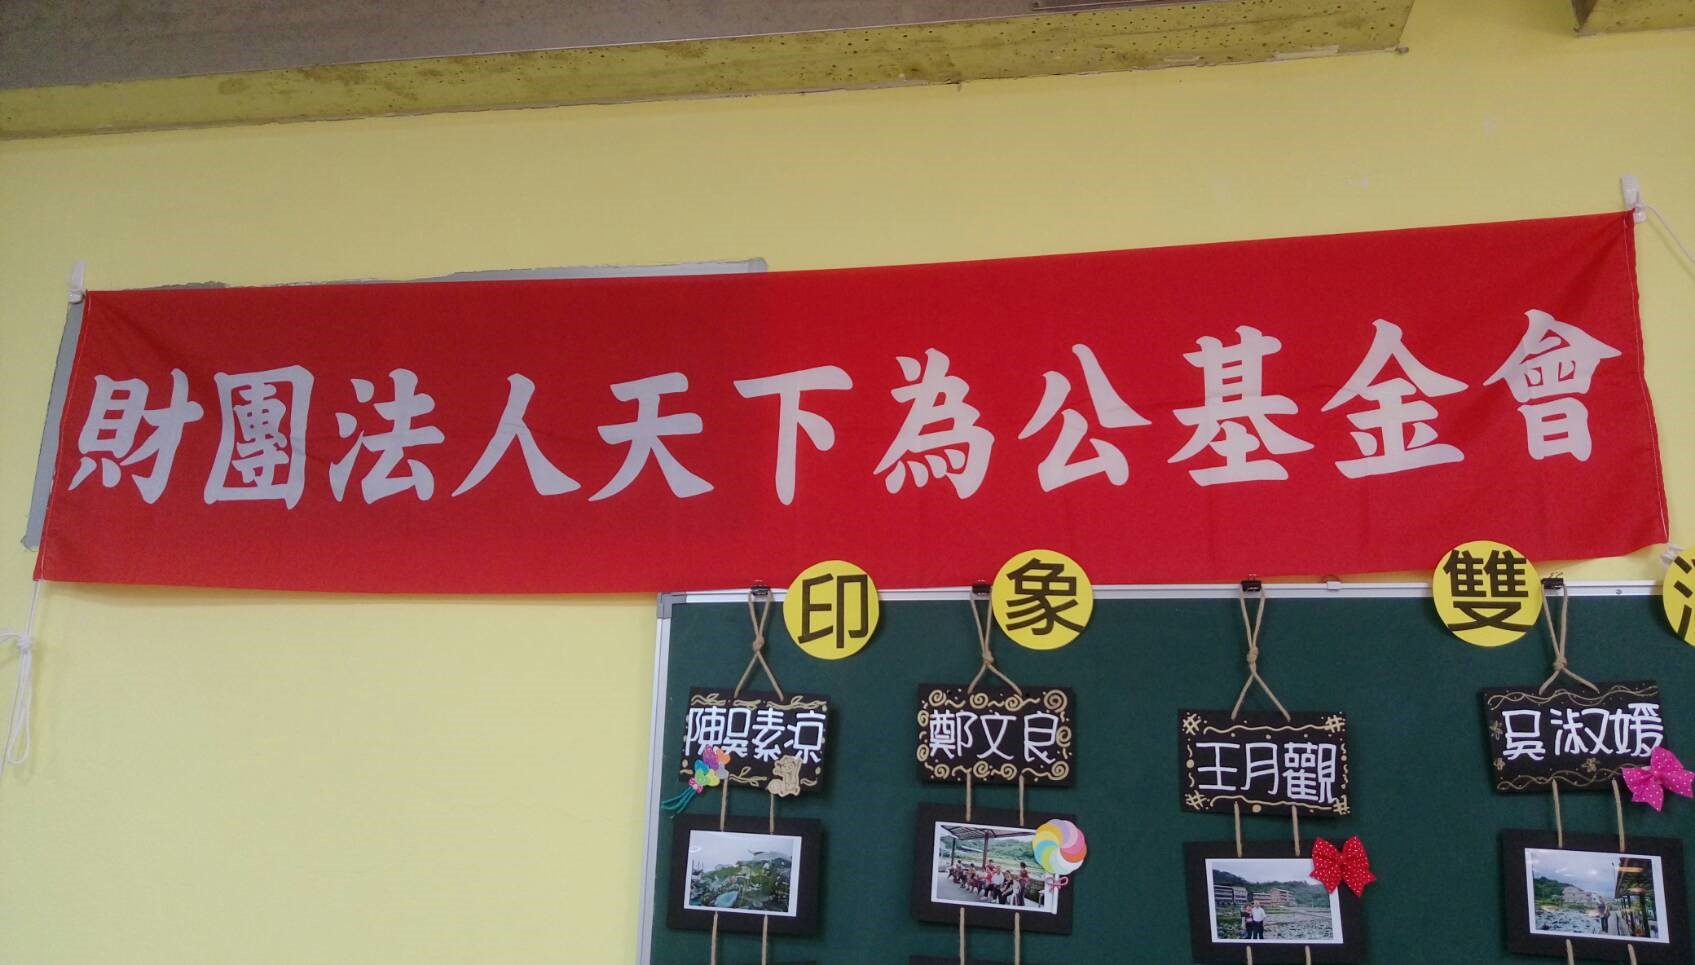 財團法人天下為公基金會
印象雙
陳吳素涼
鄭文良
王月觀
吳淑媛